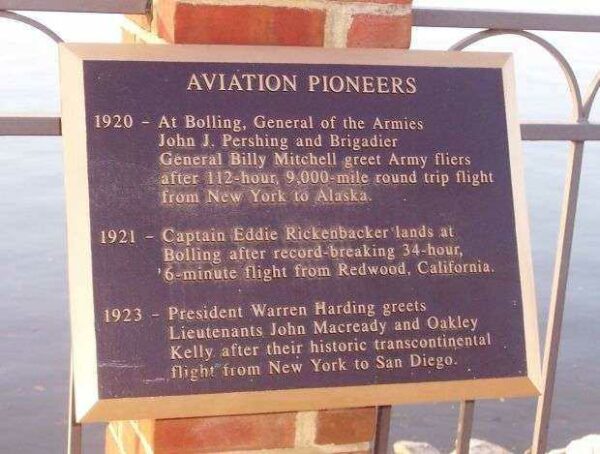 AVIATION PIONEERS
1920 - At Bolling, General of the Armies
John J. Pershing and Brigadier
General Billy Mitchell greet Army fliers
after 112-hour, 9,000-mile round trip flight
from New York to Alaska.
1921 - Captain Eddie Rickenbacker lands at
Bolling after record-breaking 34-hour,
6-minute flight from Redwood, California.
1923 - President Warren Harding greets
Lieutenants John Macready and Oakley
Kelly after their historic transcontinental
flight from New York to San Diego.